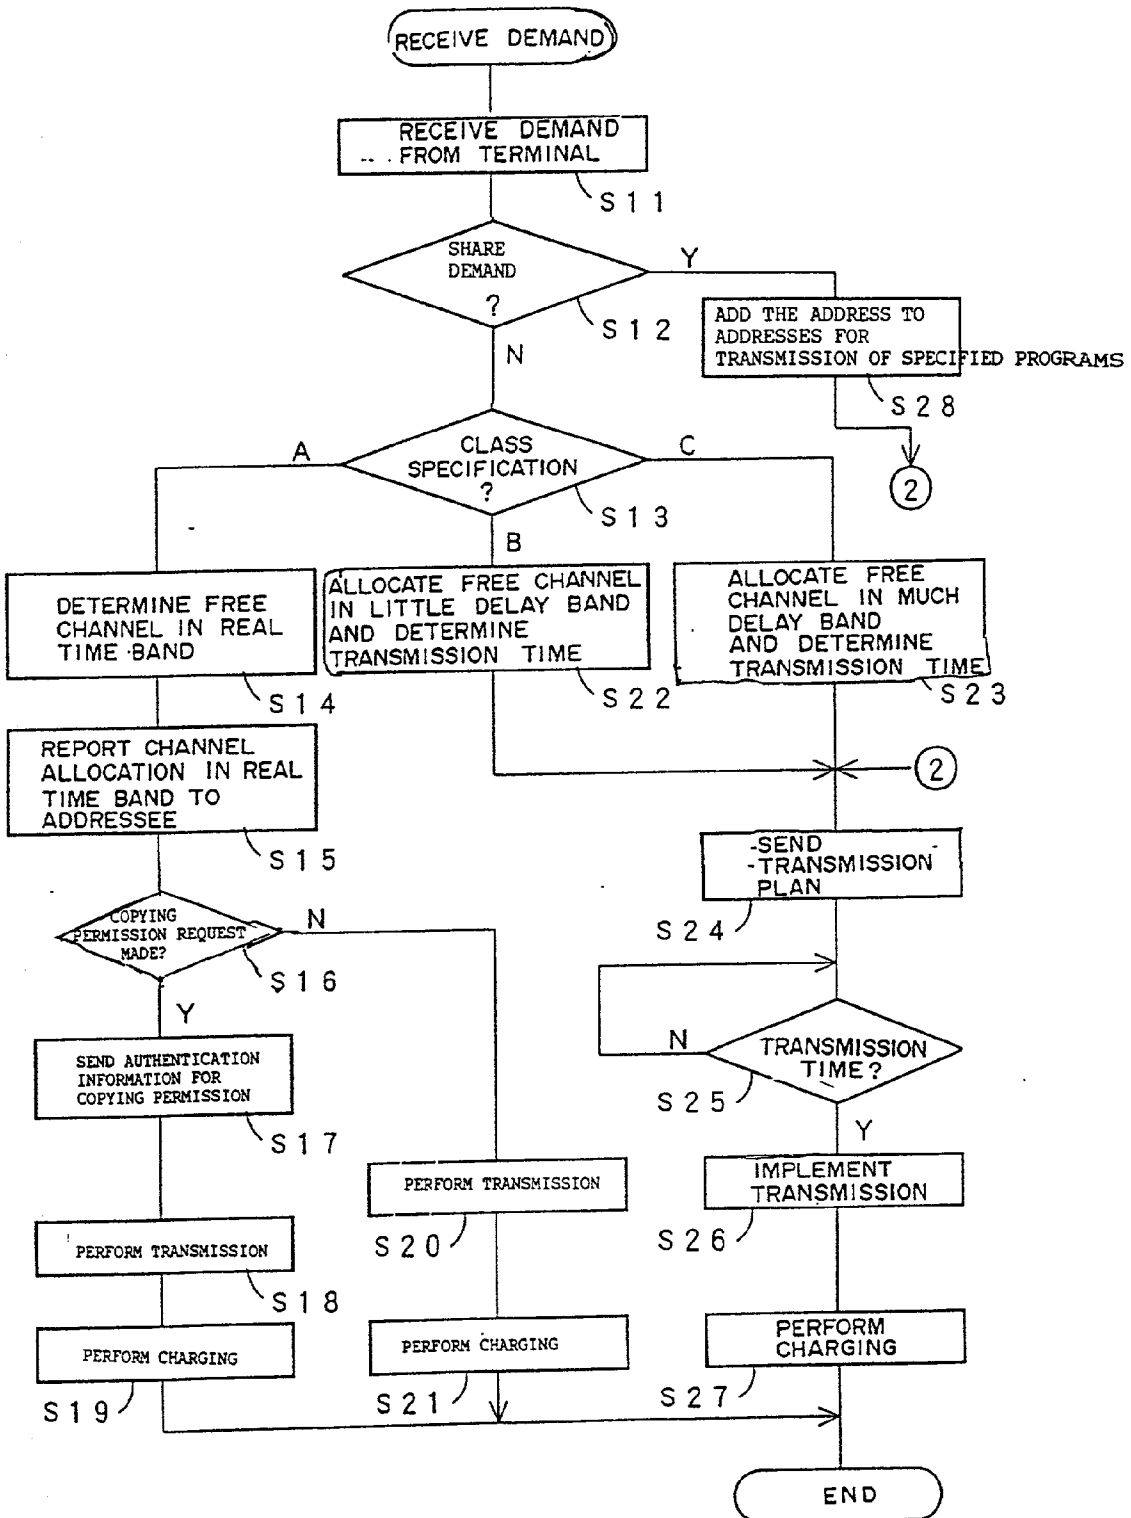 RECEIVE DEMAND
RECEIVE DEMAND
FROM TERMINAL
S11
SHARE
DEMAND
?
Y
S12
N
ADD THE ADDRESS TO
ADDRESSES FOR
TRANSMISSION OF SPECIFIED PROGRAMS
S28
2
A
CLASS
SPECIFICATION
?
C
S13
B
DETERMINE FREE
CHANNEL IN REAL
TIME BAND
S14
ALLOCATE FREE CHANNEL
IN LITTLE DELAY BAND
AND DETERMINE
TRANSMISSION TIME
S22
ALLOCATE FREE
CHANNEL IN MUCH
DELAY BAND
AND DETERMINE
TRANSMISSION TIME
S23
REPORT CHANNEL
ALLOCATION IN REAL
TIME BAND TO
ADDRESSEE
S15
2
SEND
TRANSMISSION
PLAN
S24
COPYING
PERMISSION REQUEST
MADE?
N
S16
Y
N
TRANSMISSION
TIME?
S25
Y
SEND AUTHENTICATION
INFORMATION FOR
COPYING PERMISSION
S17
PERFORM TRANSMISSION
S20
IMPLEMENT
TRANSMISSION
S26
PERFORM TRANSMISSION
S18
PERFORM CHARGING
S19
PERFORM CHARGING
S21
PERFORM
CHARGING
S27
END